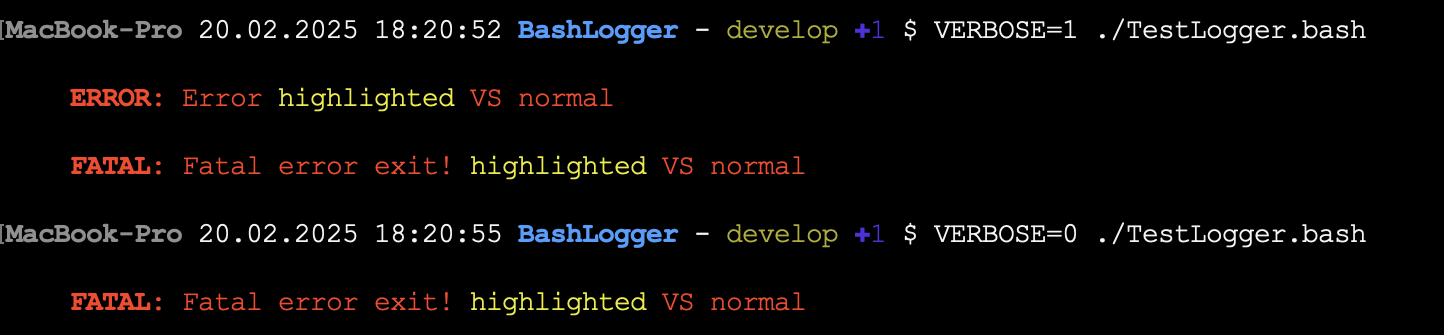 [MacBook-Pro 20.02.2025 18:20:52 BashLogger - develop +1 $ VERBOSE=1 ./TestLogger.bash
ERROR: Error highlighted VS normal
FATAL: Fatal error exit! highlighted VS normal
[MacBook-Pro 20.02.2025 18:20:55 BashLogger - develop +1 $ VERBOSE=0 ./TestLogger.bash
FATAL: Fatal error exit! highlighted VS normal